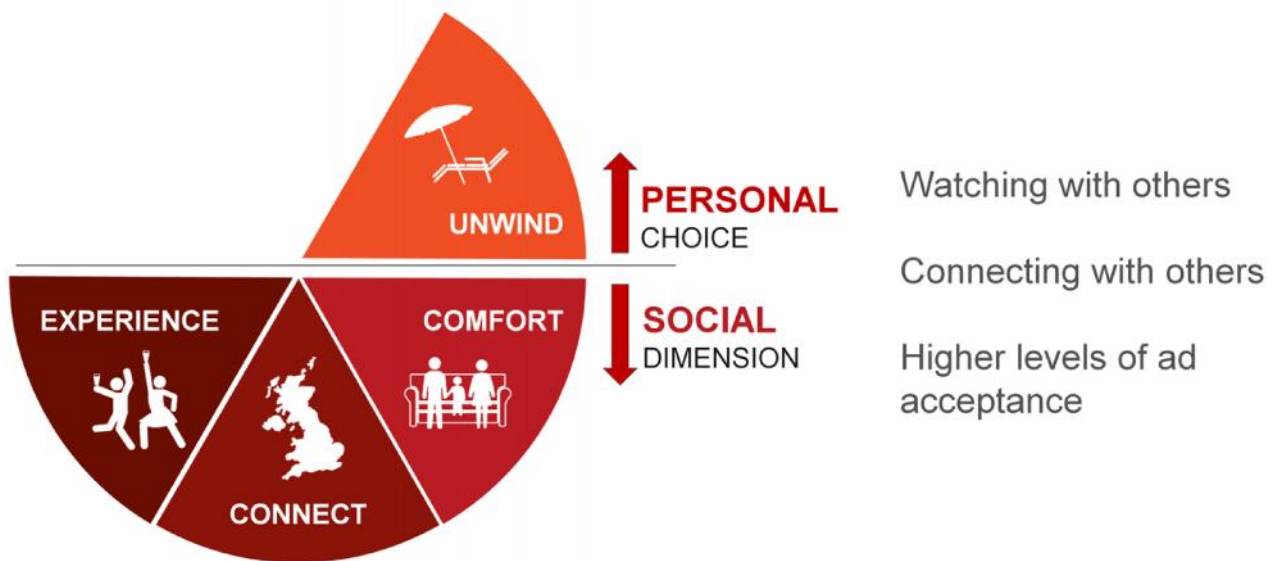 UNWIND
PERSONAL
CHOICE
EXPERIENCE
COMFORT
CONNECT
SOCIAL
DIMENSION
Watching with others
Connecting with others
Higher levels of ad
acceptance